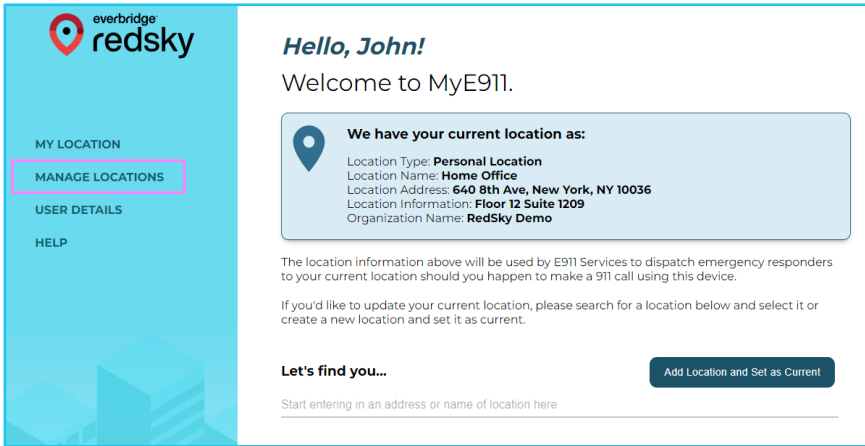 everbridge
redsky
MY LOCATION
MANAGE LOCATIONS
USER DETAILS
HELP
Hello, John!
Welcome to MyE911.
We have your current location as:
Location Type: Personal Location
Location Name: Home Office
Location Address: 640 8th Ave, New York, NY 10036
Location Information: Floor 12 Suite 1209
Organization Name: RedSky Demo
The location information above will be used by E911 Services to dispatch emergency responders
to your current location should you happen to make a 911 call using this device.
If you'd like to update your current location, please search for a location below and select it or
create a new location and set it as current.
Let's find you...
Add Location and Set as Current
Start entering in an address or name of location here